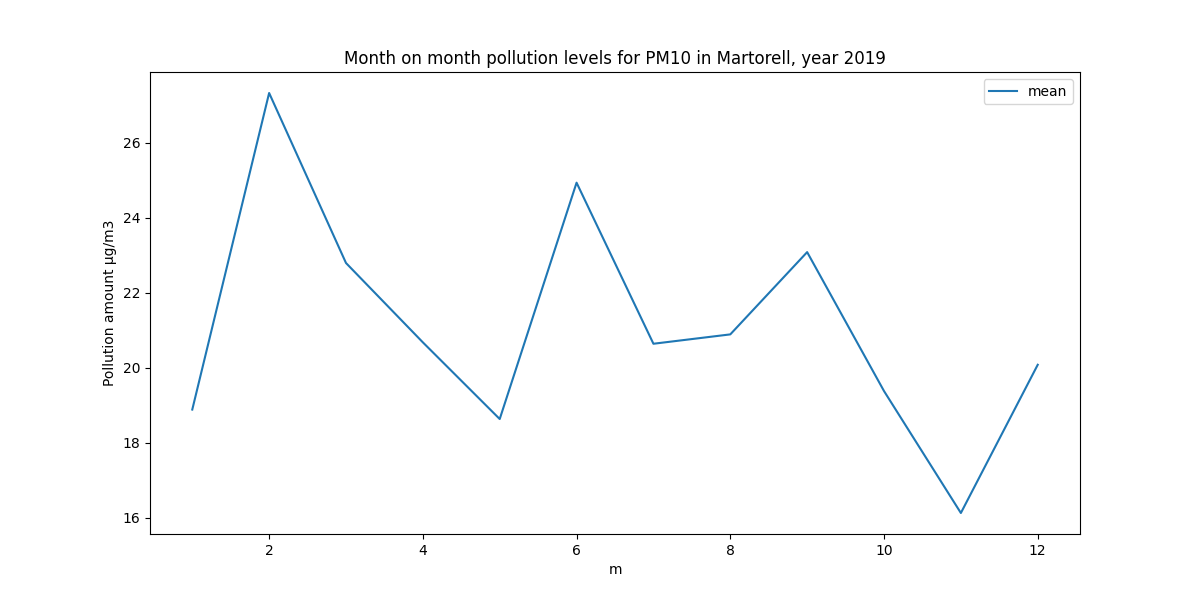 Month on month pollution levels for PM10 in Martorell, year 2019
mean
Pollution amount µg/m3
26
24
22
20
18
16
2 4 6 8 10 12
m